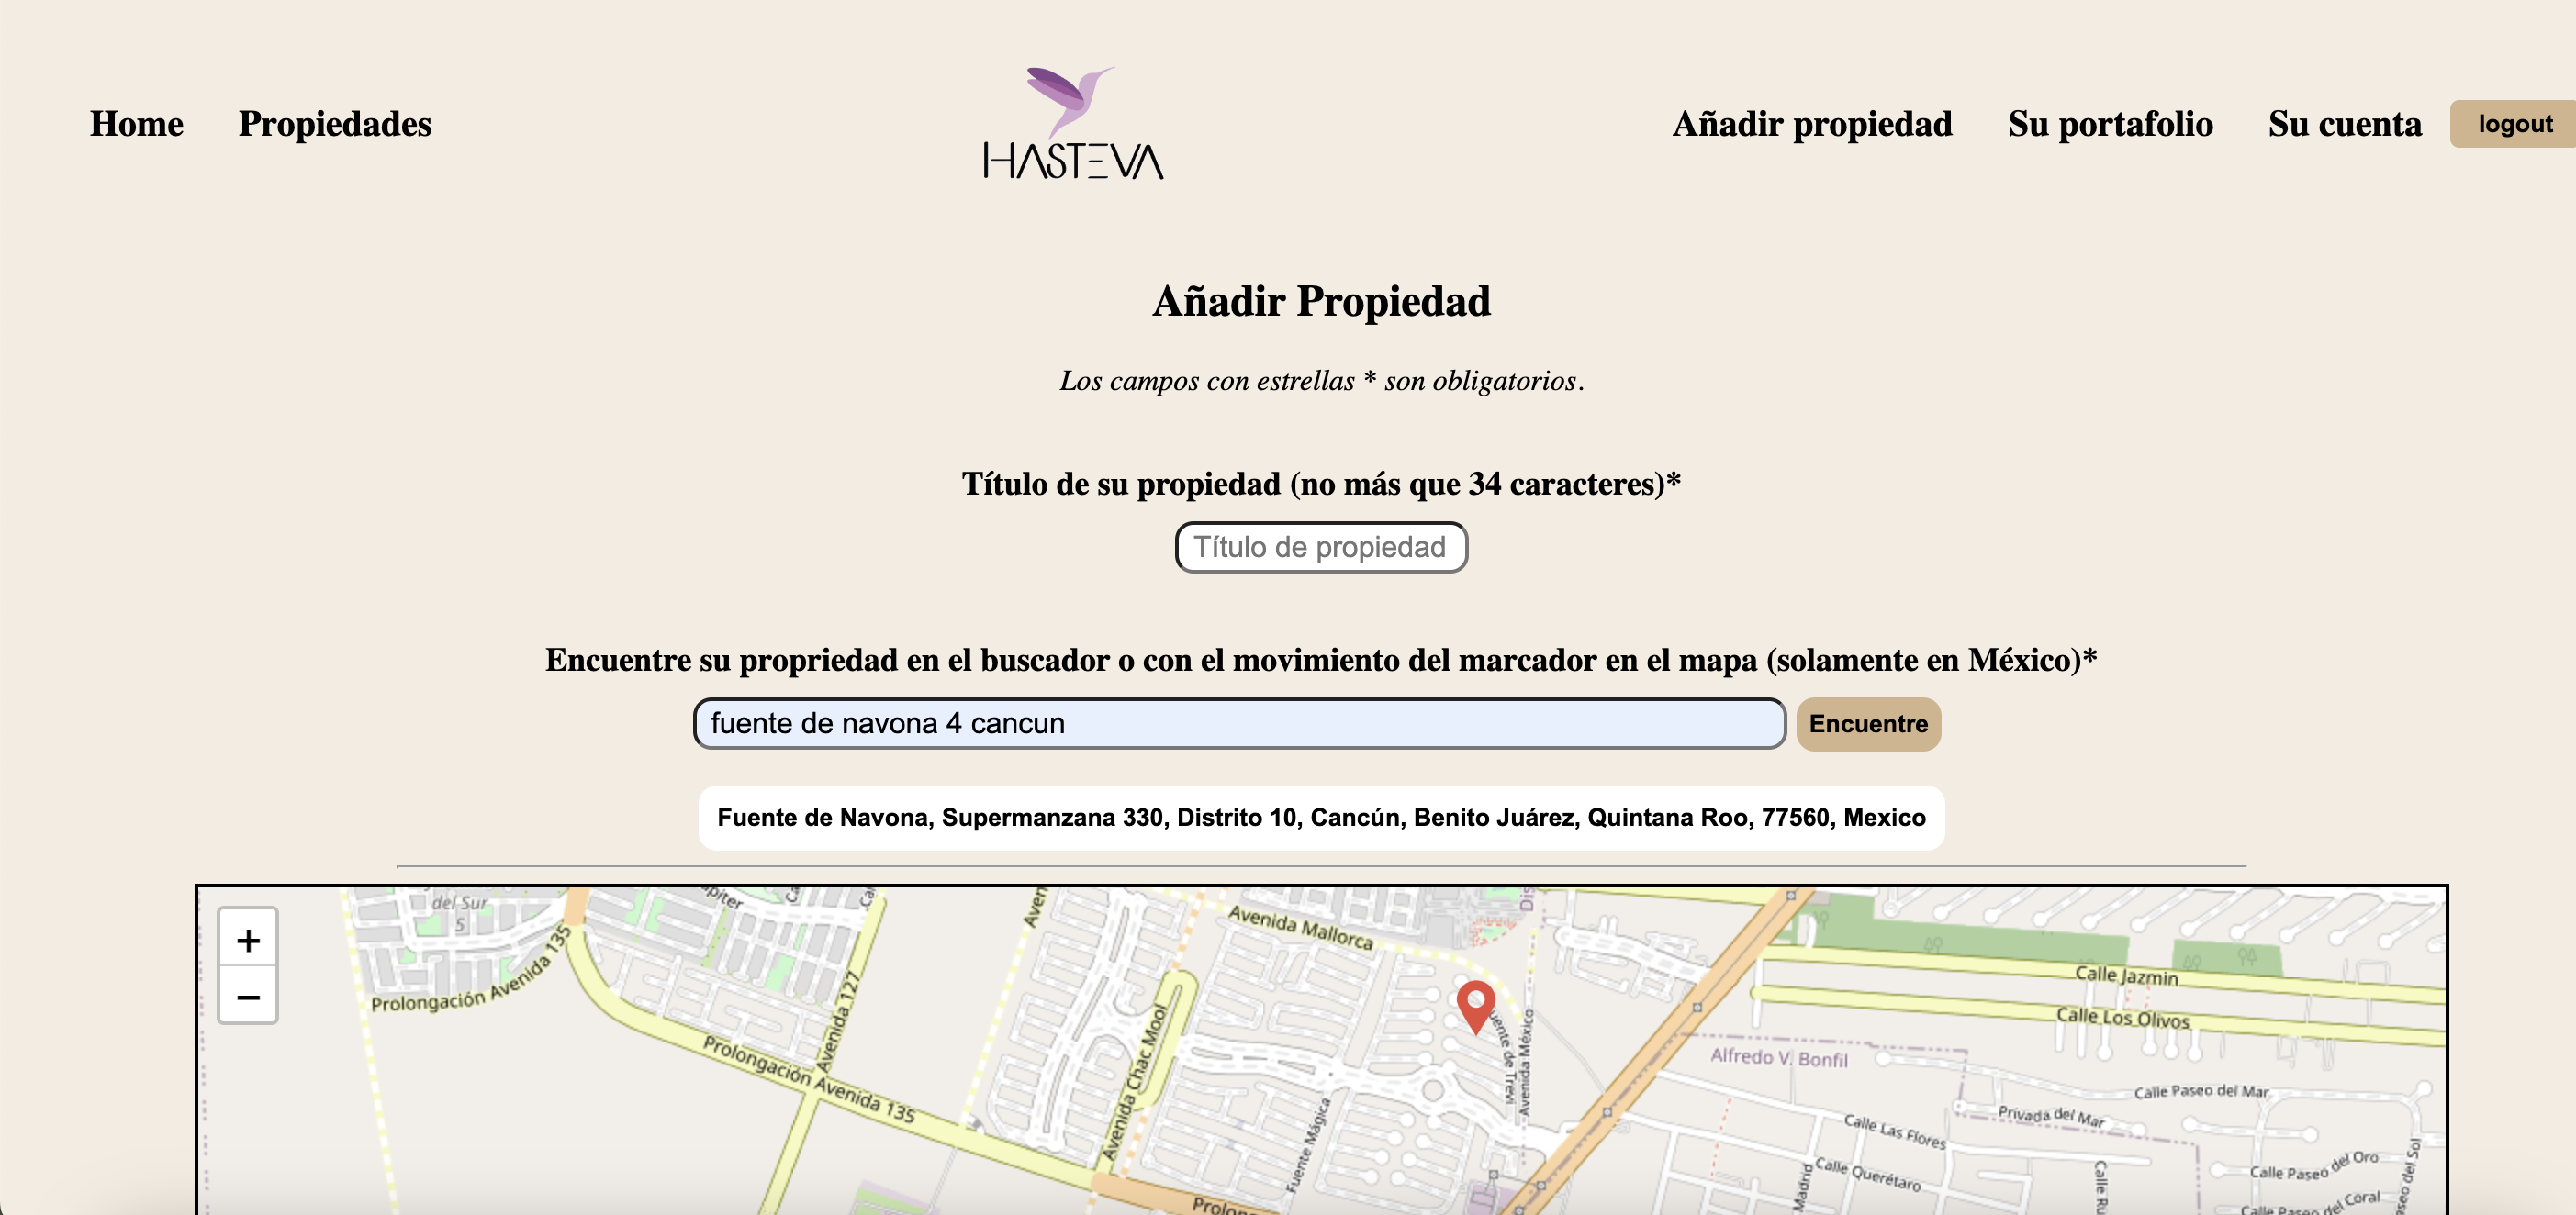 Home
Propiedades
HASTEVA
Añadir propiedad
Su portafolio
Su cuenta
logout
Añadir Propiedad
Los campos con estrellas * son obligatorios.
Título de su propiedad (no más que 34 caracteres)*
Título de propiedad
Encuentre su propriedad en el buscador o con el movimiento del marcador en el mapa (solamente en México)*
fuente de navona 4 cancun
Encuentre
Fuente de Navona, Supermanzana 330, Distrito 10, Cancún, Benito Juárez, Quintana Roo, 77560, Mexico
+
−
del Sur
5
Prolongación Avenida 135
Avenida 127
Prolongación Avenida 135
Avenida Chac Mool
Avenida Mallorca
Fuente Mágica
de Trevi
Avenida México
Calle Jazmin
Calle Los Olivos
Alfredo V. Bonfil
Calle Paseo del Mar
Privada del Mar
Calle Las Flores
Calle Querétaro
Madrid
Calle Paseo del Oro
Calle Paseo del Coral
del Sol